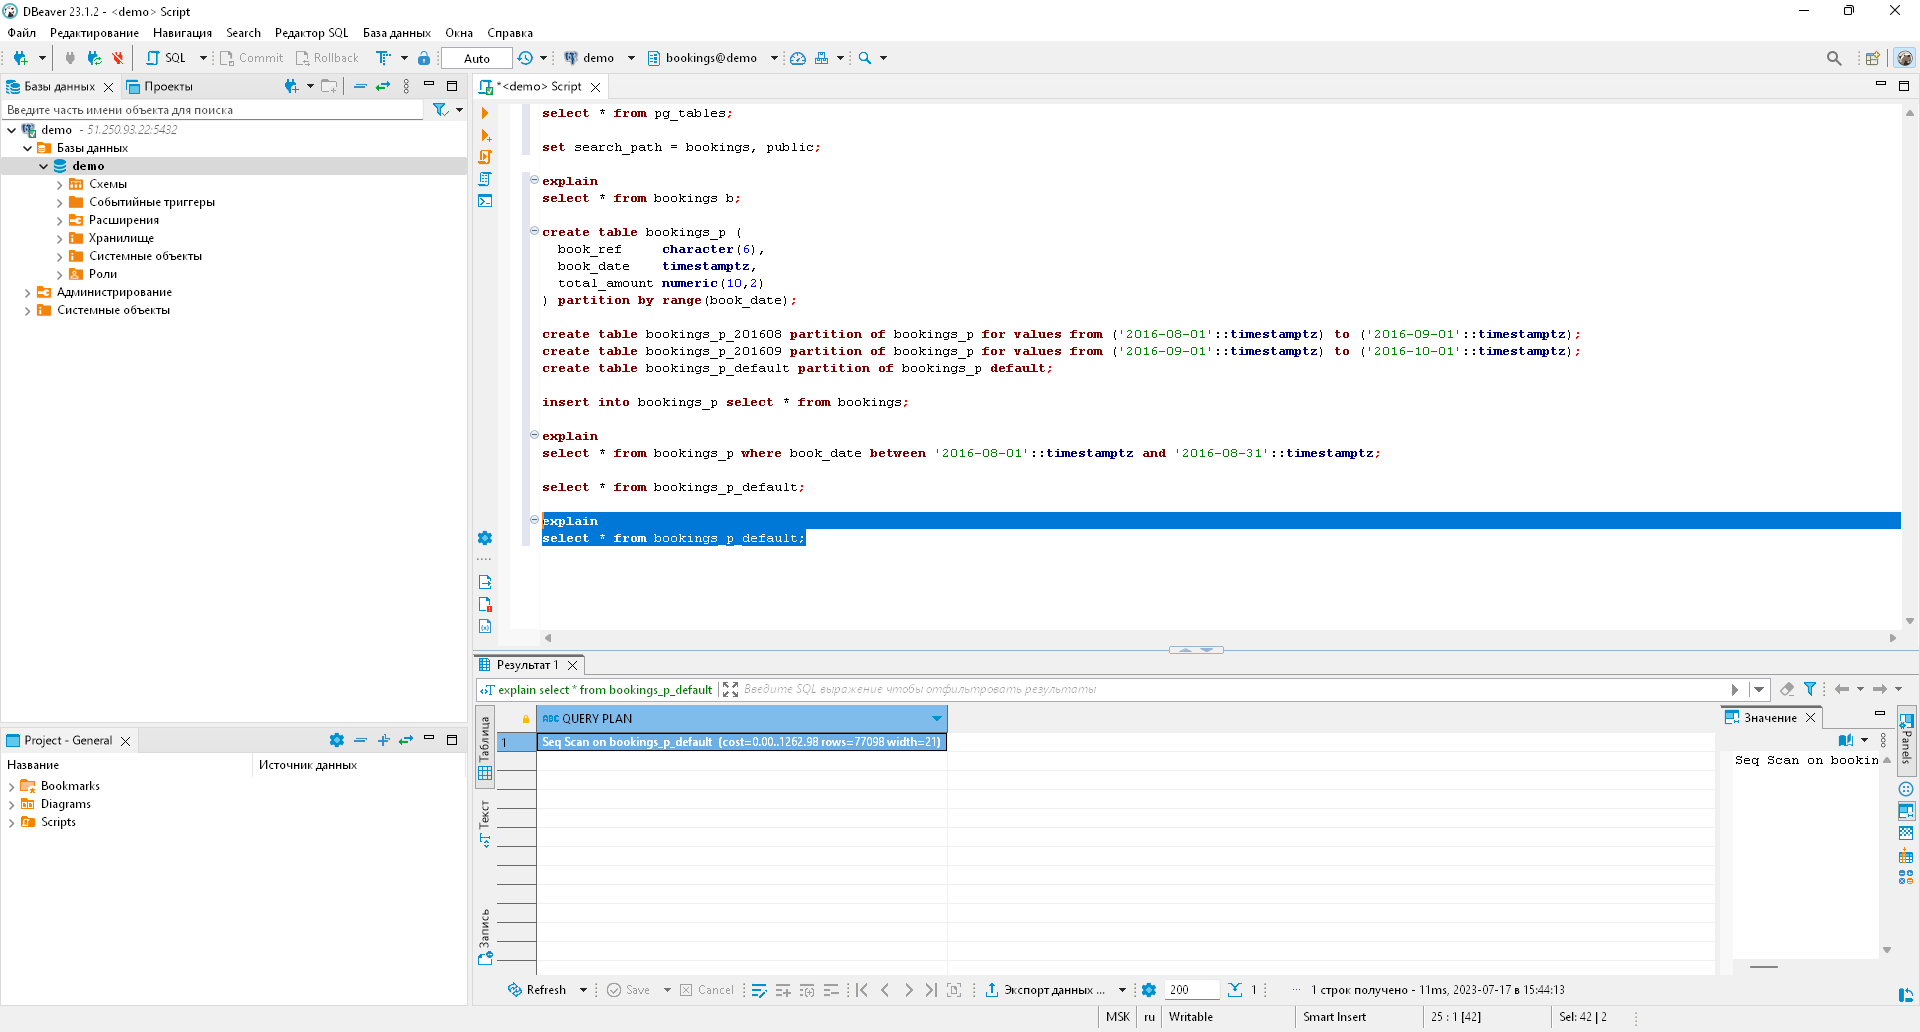 DBeaver 23.1.2 - <demo> Script
Файл Редактирование Навигация Search Редактор SQL База данных Окна Справка
SQL Commit Rollback Auto demo bookings@demo
Базы данных Проекты
Введите часть имени объекта для поиска
demo - 51.250.93.22:5432
Базы данных
demo
Схемы
Событийные триггеры
Расширения
Хранилище
Системные объекты
Роли
Администрирование
Системные объекты
Project - General
Название Источник данных
Bookmarks
Diagrams
Scripts
*<demo> Script
select * from pg_tables;
set search_path = bookings, public;
explain
select * from bookings b;
create table bookings_p (
book_ref character(6),
book_date timestamptz,
total_amount numeric(10,2)
) partition by range(book_date);
create table bookings_p_201608 partition of bookings_p for values from ('2016-08-01'::timestamptz) to ('2016-09-01'::timestamptz);
create table bookings_p_201609 partition of bookings_p for values from ('2016-09-01'::timestamptz) to ('2016-10-01'::timestamptz);
create table bookings_p_default partition of bookings_p default;
insert into bookings_p select * from bookings;
explain
select * from bookings_p where book_date between '2016-08-01'::timestamptz and '2016-08-31'::timestamptz;
select * from bookings_p_default;
explain
select * from bookings_p_default;
Результат 1
explain select * from bookings_p_default Введите SQL выражение чтобы отфильтровать результаты
Таблица
Текст
Запись
ABC QUERY PLAN
1 Seq Scan on bookings_p_default (cost=0.00..1262.98 rows=77098 width=21)
Значение
Seq Scan on bookin
Panels
Refresh Save Cancel Экспорт данных ... 200 1 ... 1 строк получено - 11ms, 2023-07-17 в 15:44:13
MSK ru Writable Smart Insert 25 : 1 [42] Sel: 42 | 2